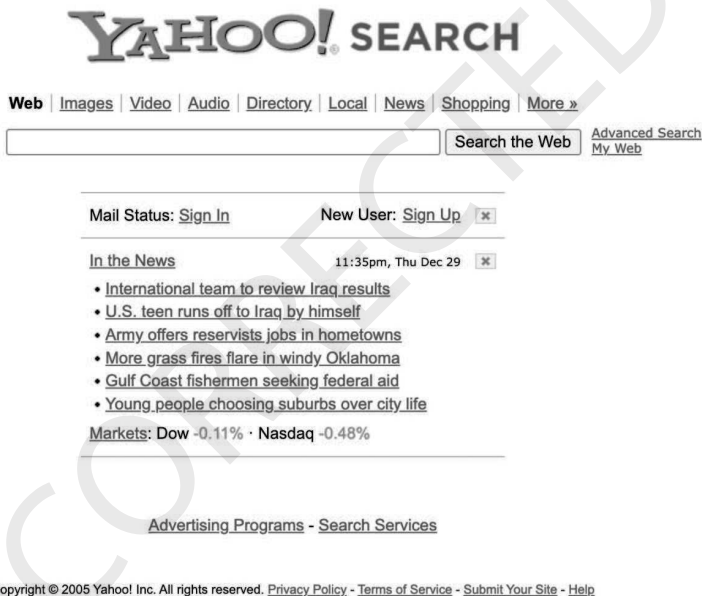 YAHOO! SEARCH
Web | Images | Video | Audio | Directory | Local | News | Shopping | More »
Search the Web
Advanced Search
My Web
Mail Status: Sign In New User: Sign Up
In the News 11:35pm, Thu Dec 29
• International team to review Iraq results
• U.S. teen runs off to Iraq by himself
• Army offers reservists jobs in hometowns
• More grass fires flare in windy Oklahoma
• Gulf Coast fishermen seeking federal aid
• Young people choosing suburbs over city life
Markets: Dow -0.11% · Nasdaq -0.48%
Advertising Programs - Search Services
opyright © 2005 Yahoo! Inc. All rights reserved. Privacy Policy - Terms of Service - Submit Your Site - Help
CORRECTED